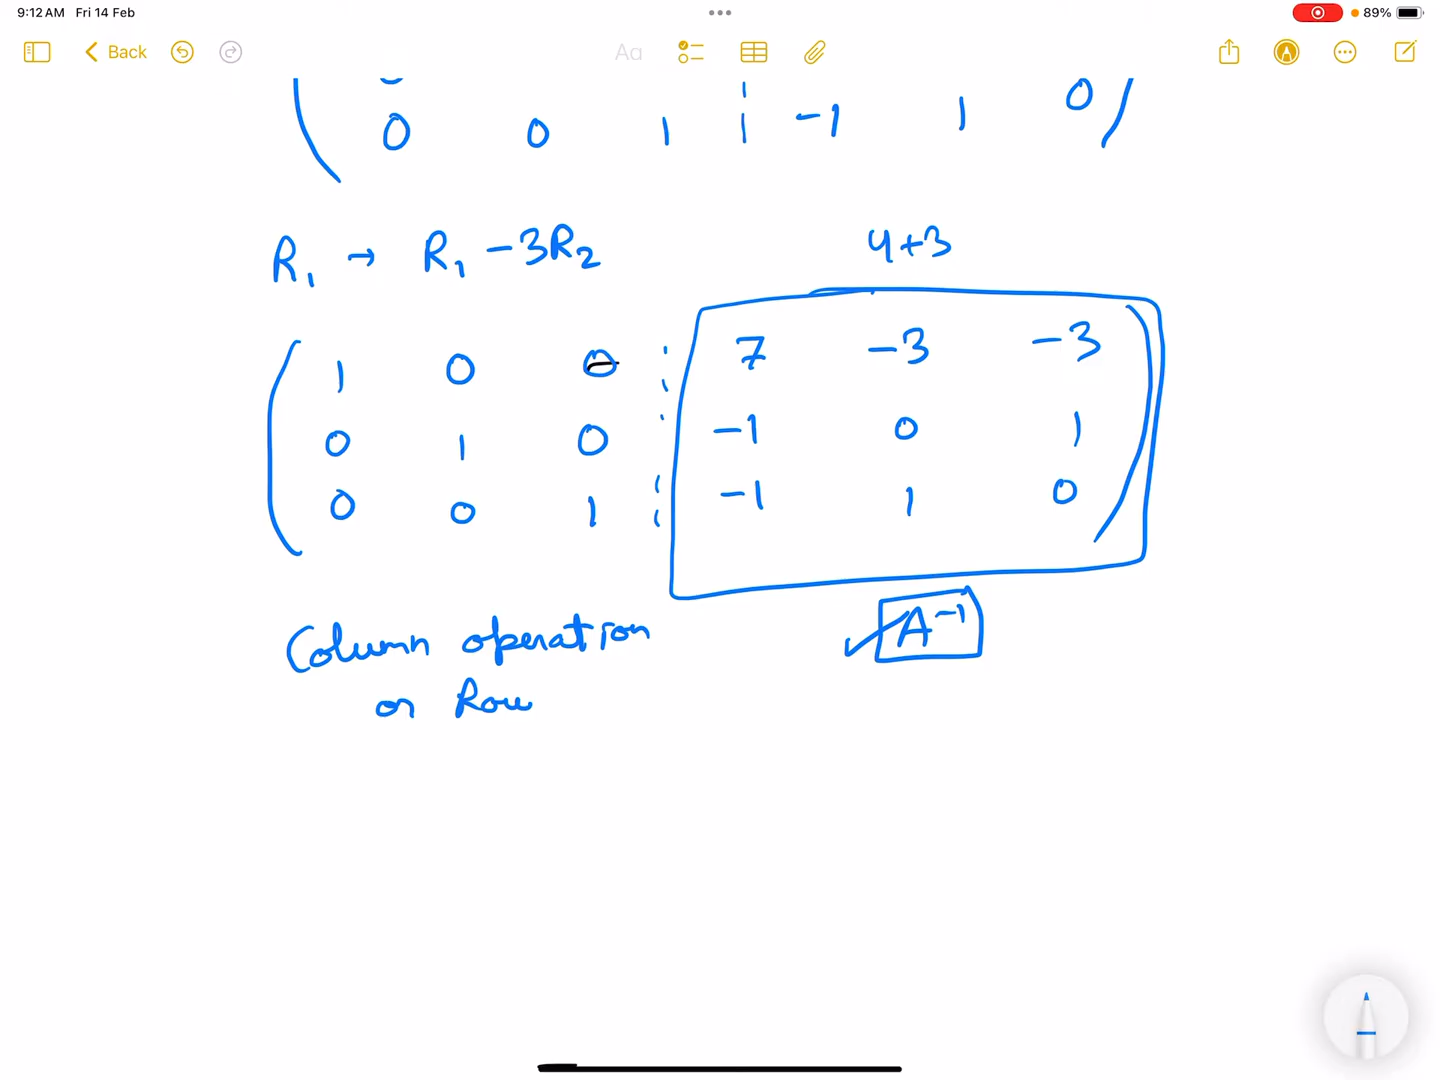 9:12 AM Fri 14 Feb
89%
Back
Aa
0 0 1 -1 1 0
R₁ → R₁ -3R₂
4+3
1 0 0 7 -3 -3
0 1 0 -1 0 1
0 0 1 -1 1 0
Column operation
or Row
A⁻¹